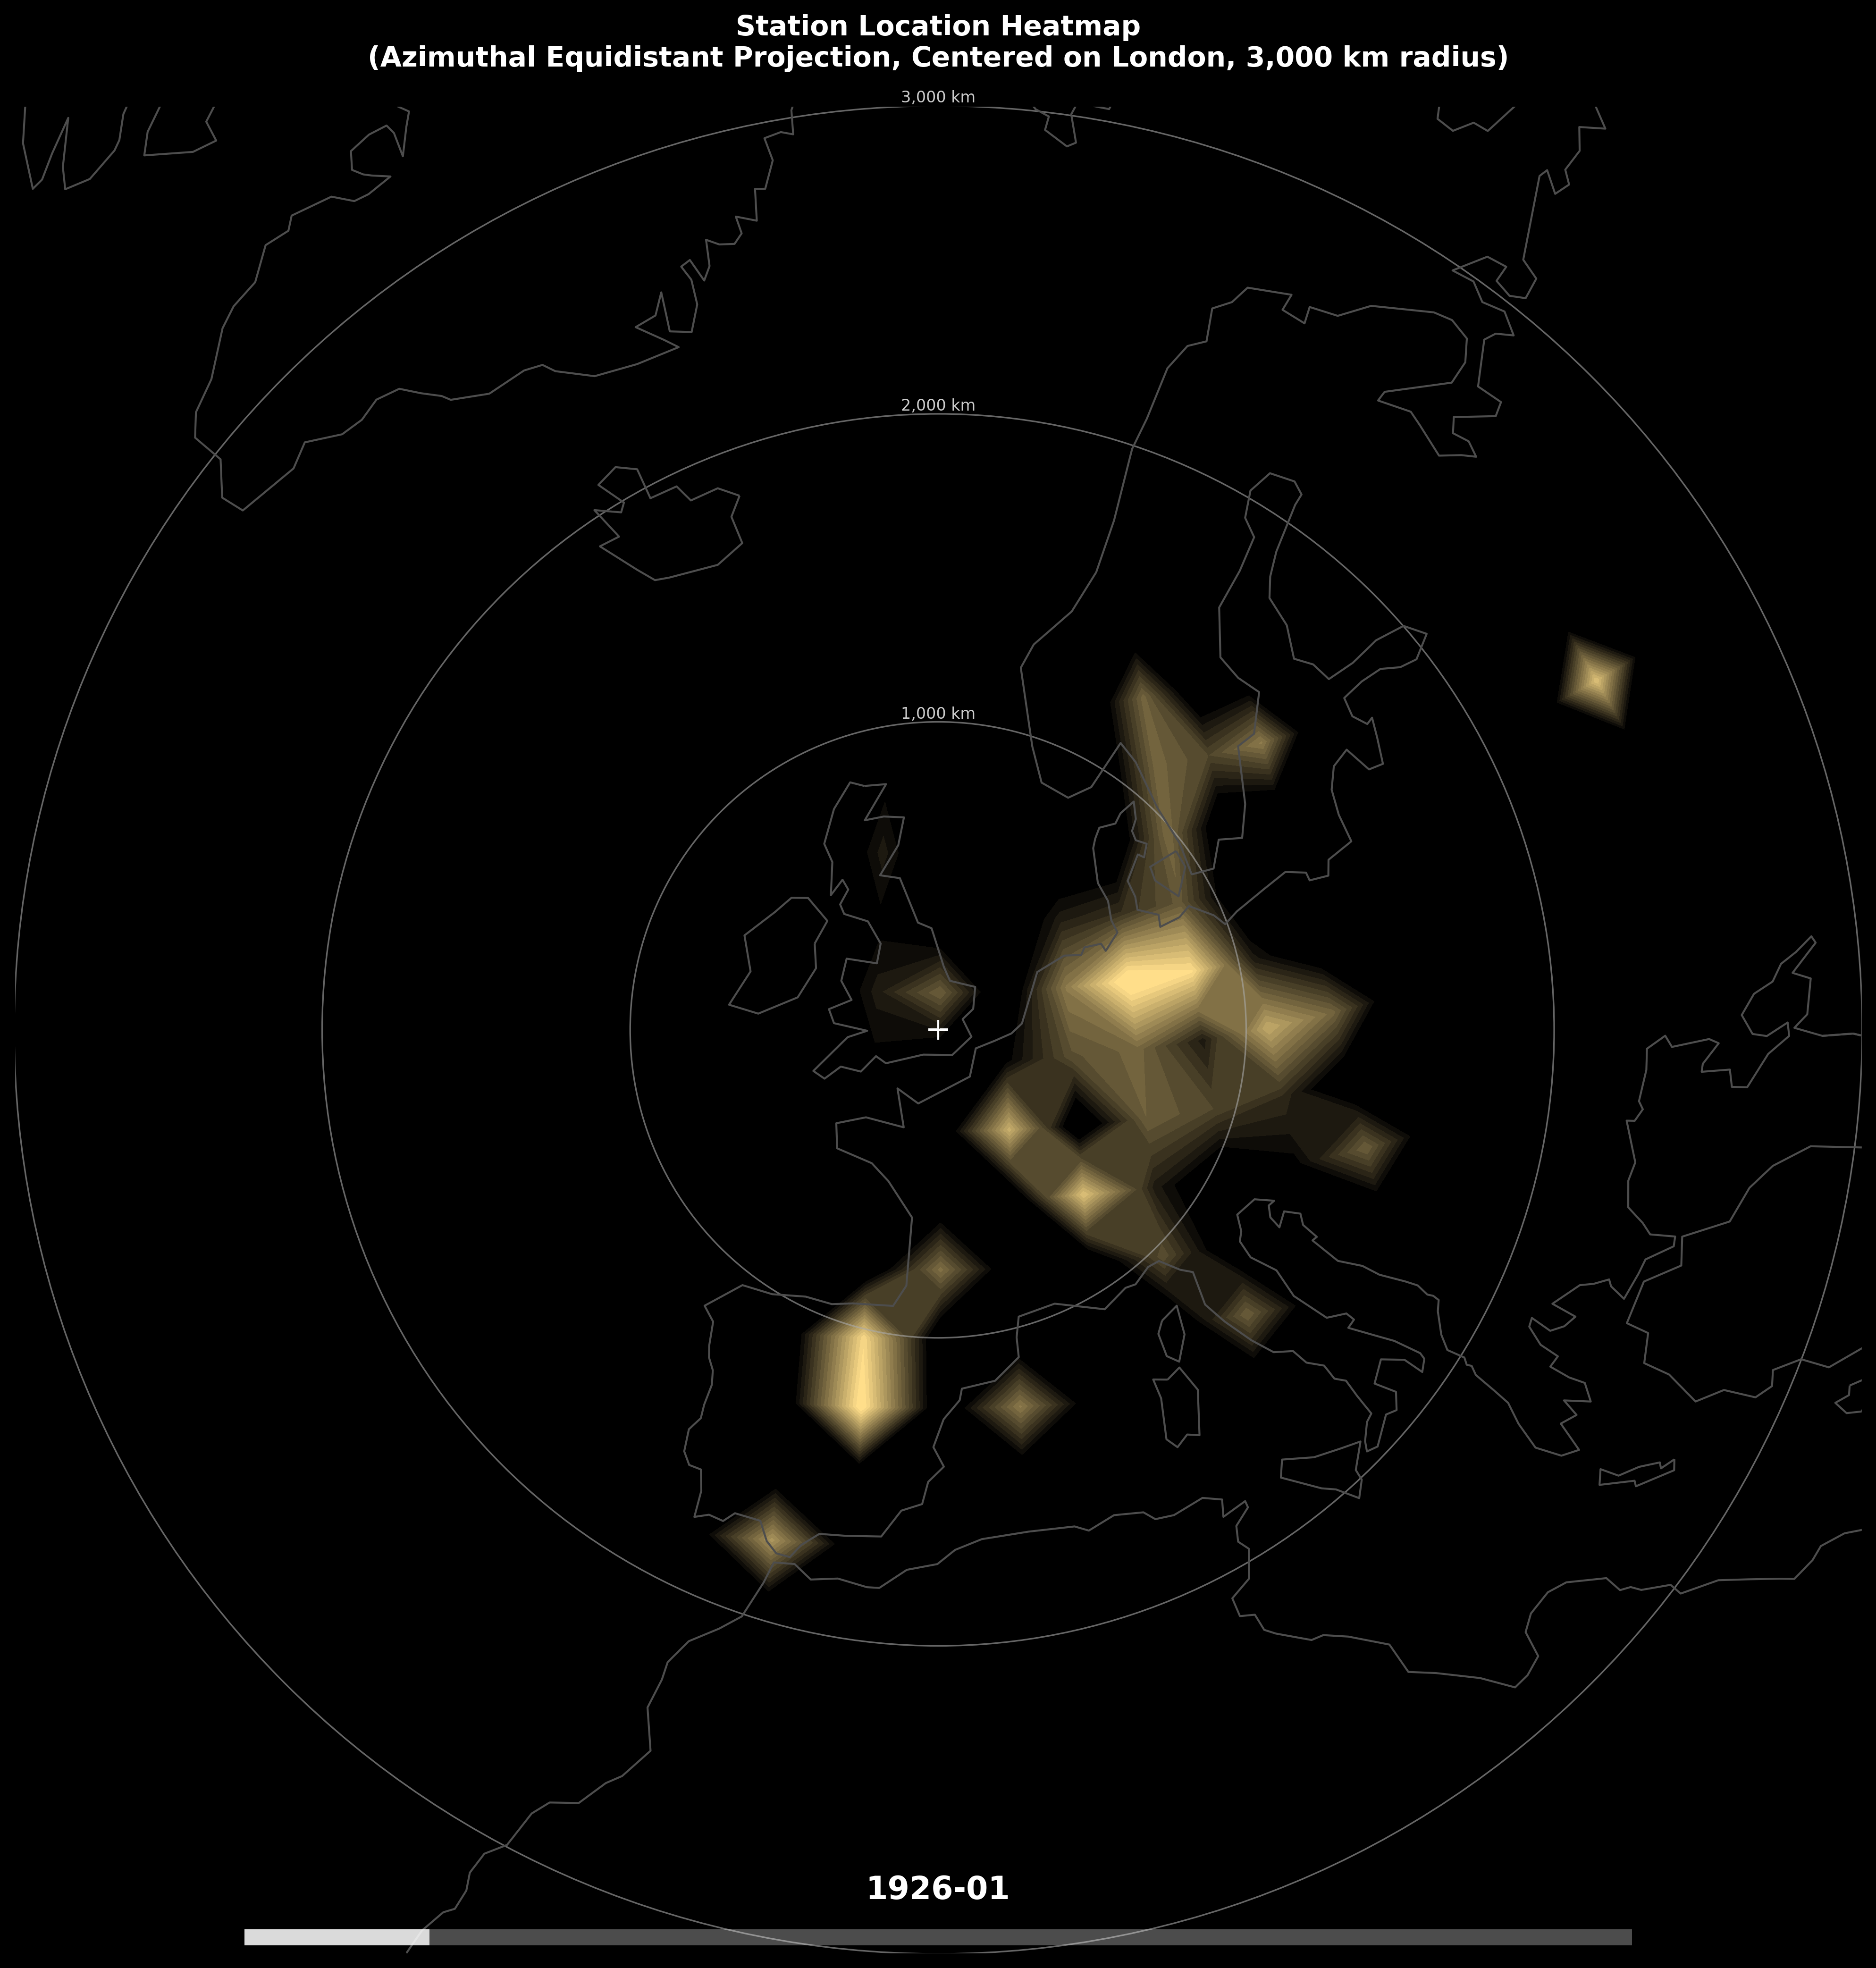 Station Location Heatmap
(Azimuthal Equidistant Projection, Centered on London, 3,000 km radius)
3,000 km
2,000 km
1,000 km
1926-01